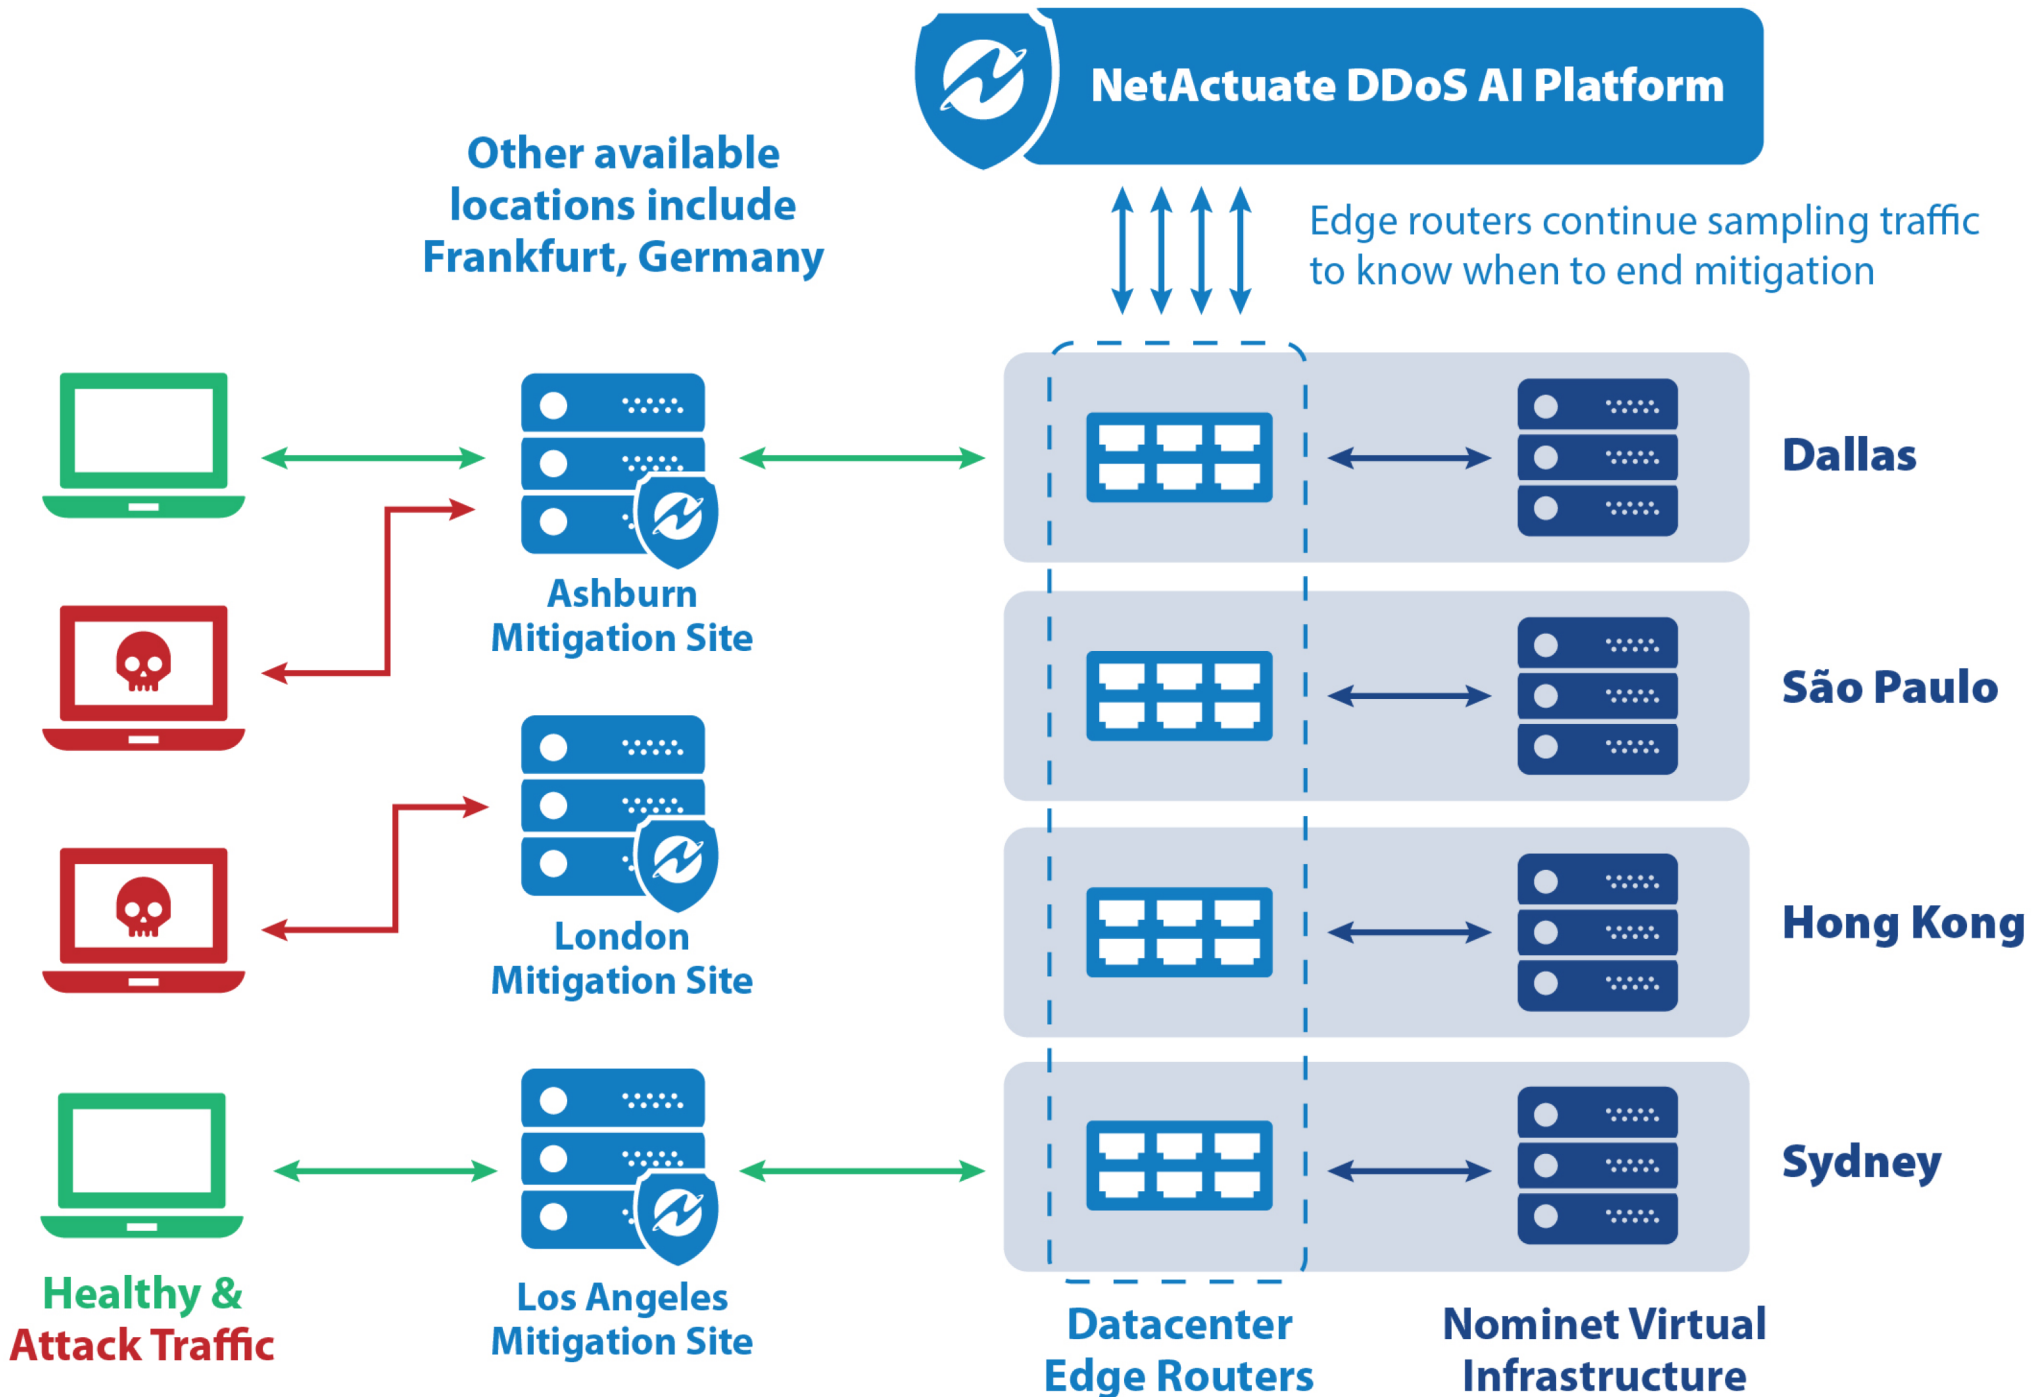 NetActuate DDoS AI Platform
Other available
locations include
Frankfurt, Germany
Edge routers continue sampling traffic
to know when to end mitigation
Ashburn
Mitigation Site
Dallas
São Paulo
London
Mitigation Site
Hong Kong
Sydney
Los Angeles
Mitigation Site
Healthy &
Attack Traffic
Datacenter
Edge Routers
Nominet Virtual
Infrastructure